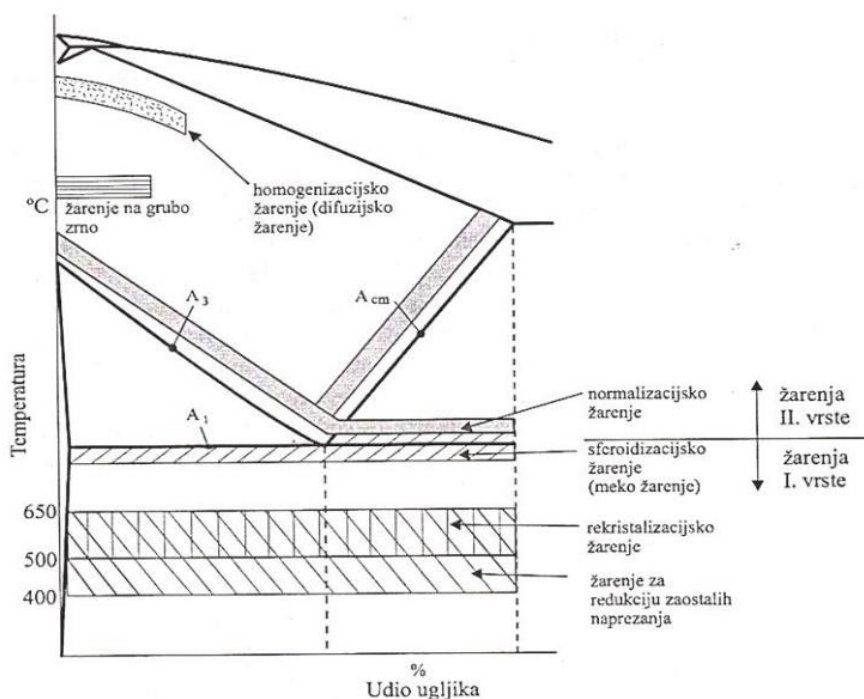 homogenizacijsko
žarenje (difuzijsko
žarenje)
ºC
žarenje na grubo
zrno
A3
Acm
Temperatura
A1
normalizacijsko
žarenje
žarenja
II. vrste
sferoidizacijsko
žarenje
(meko žarenje)
žarenja
I. vrste
650
rekristalizacijsko
žarenje
500
žarenje za
redukciju zaostalih
naprezanja
400
%
Udio ugljika